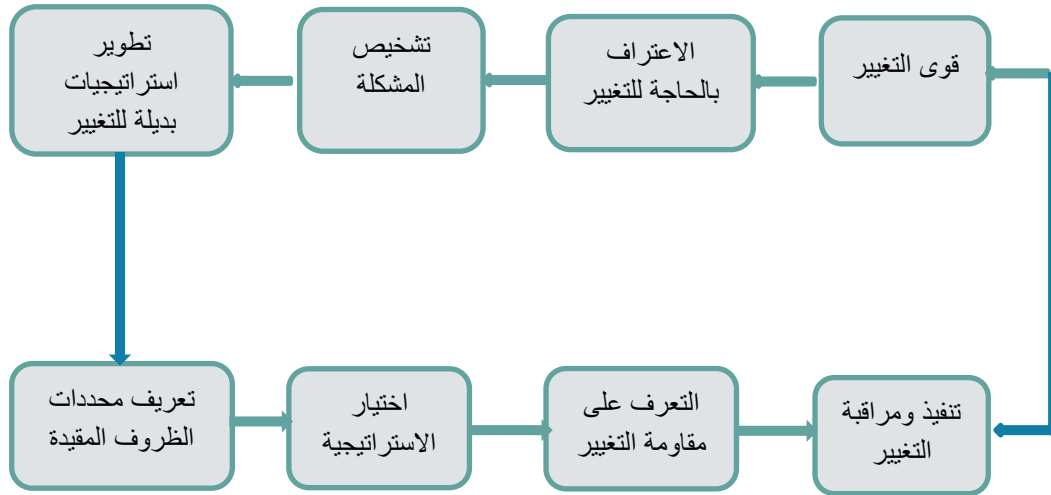 قوى التغيير
الاعتراف
بالحاجة للتغيير
تشخيص
المشكلة
تطوير
استراتيجيات
بديلة للتغيير
تعريف محددات
الظروف المقيدة
اختيار
الاستراتيجية
التعرف على
مقاومة التغيير
تنفيذ ومراقبة
التغيير